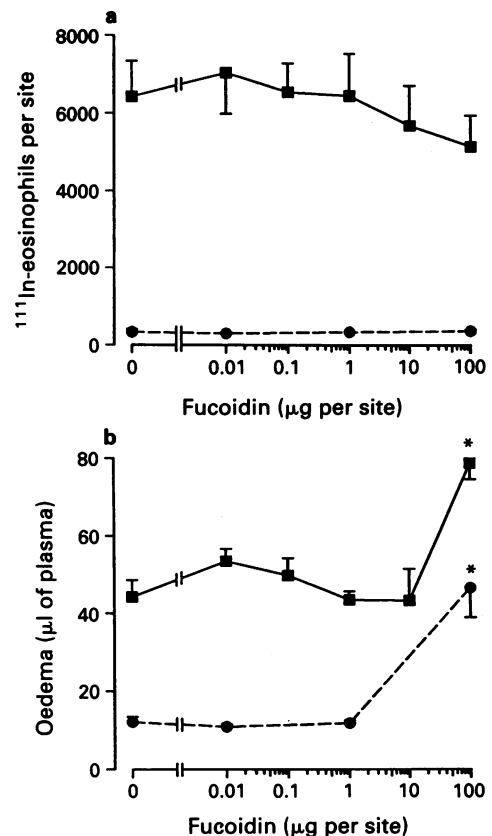 a
8000
6000
4000
2000
0
¹¹¹In-eosinophils per site
0 0.01 0.1 1 10 100
Fucoidin (μg per site)
b
80
60
40
20
0
Oedema (μl of plasma)
*
*
0 0.01 0.1 1 10 100
Fucoidin (μg per site)